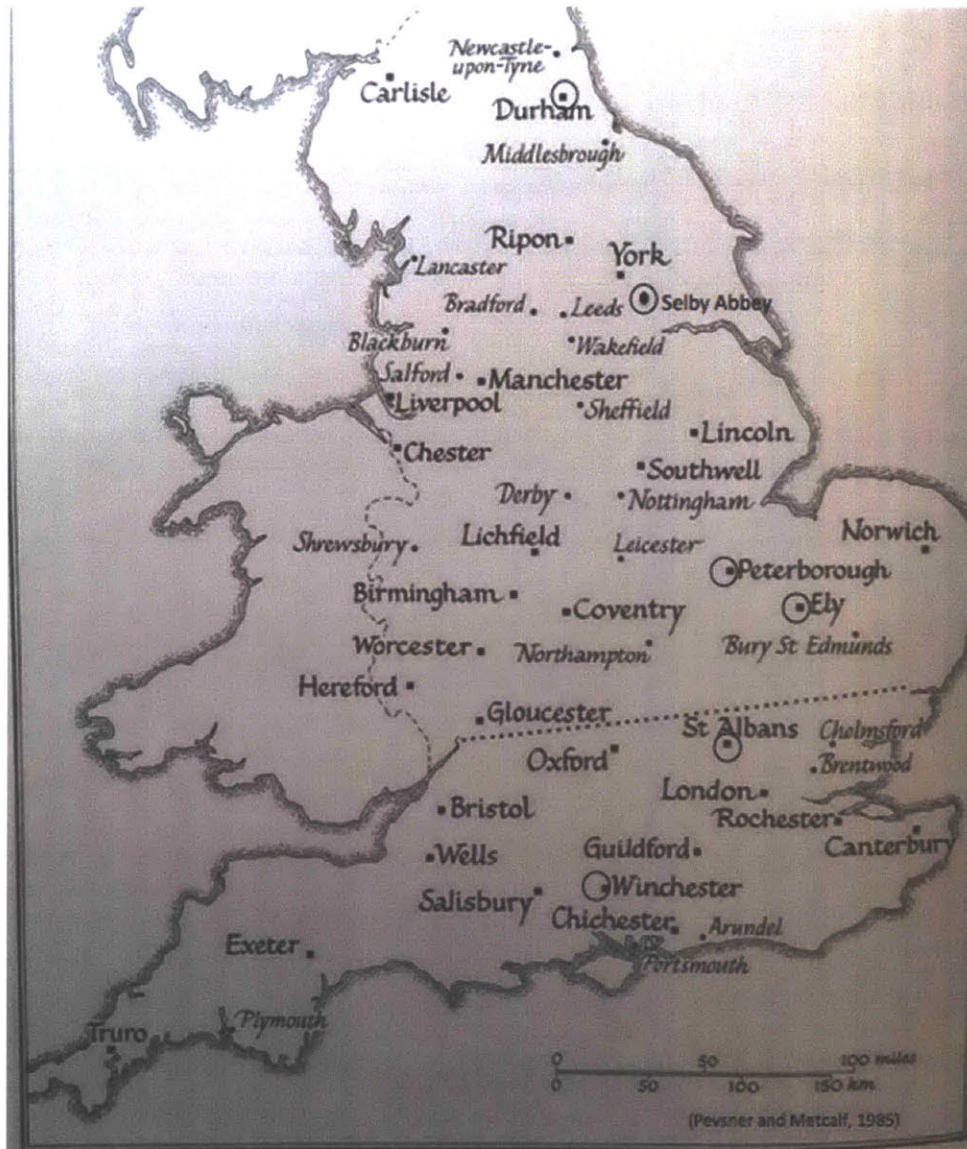 Newcastle-
upon-Tyne
Carlisle
Durham
Middlesbrough
Ripon
York
Lancaster
Bradford
Leeds
Selby Abbey
Blackburn
Wakefield
Salford
Manchester
Liverpool
Sheffield
Lincoln
Chester
Southwell
Derby
Nottingham
Norwich
Shrewsbury
Lichfield
Leicester
Peterborough
Birmingham
Coventry
Ely
Worcester
Northampton
Bury St Edmunds
Hereford
Gloucester
St Albans
Chelmsford
Oxford
Brentwood
London
Bristol
Rochester
Canterbury
Wells
Guildford
Salisbury
Winchester
Chichester
Arundel
Exeter
Portsmouth
Plymouth
Truro
0 50 100 miles
0 50 100 150 km
(Pevsner and Metcalf, 1985)